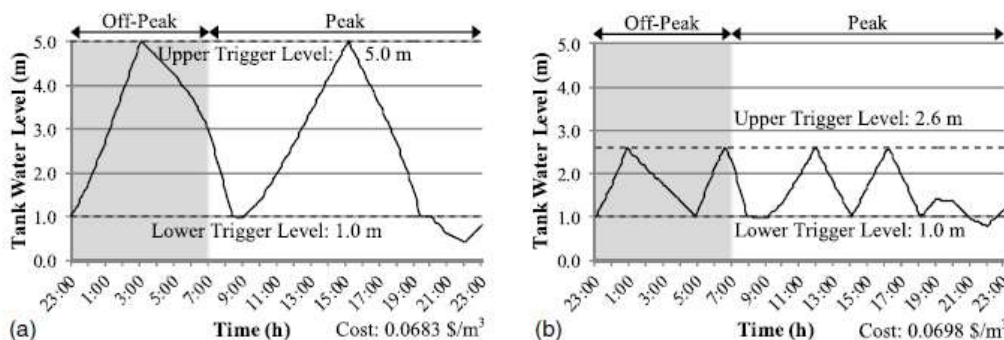 Off-Peak Peak
5.0
Upper Trigger Level: 5.0 m
4.0
3.0
2.0
1.0
Lower Trigger Level: 1.0 m
0.0
Tank Water Level (m)
23:00 1:00 3:00 5:00 7:00 9:00 11:00 13:00 15:00 17:00 19:00 21:00 23:00
(a) Time (h) Cost: 0.0683 $/m³
Off-Peak Peak
5.0
4.0
3.0
Upper Trigger Level: 2.6 m
2.0
1.0
Lower Trigger Level: 1.0 m
0.0
Tank Water Level (m)
23:00 1:00 3:00 5:00 7:00 9:00 11:00 13:00 15:00 17:00 19:00 21:00 23:00
(b) Time (h) Cost: 0.0698 $/m³